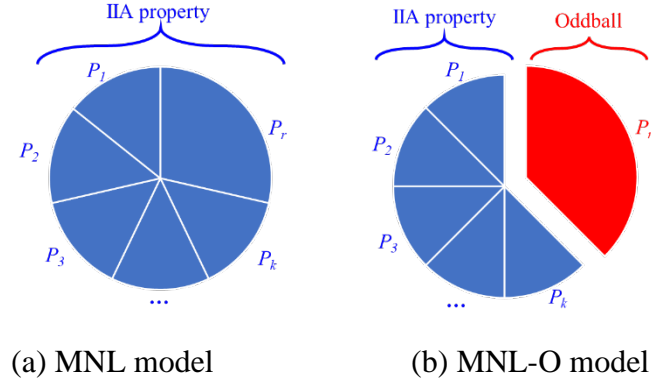 IIA property
IIA property
Oddball
P1
Pr
P2
P3
Pk
...
P1
P2
P3
Pk
...
(a) MNL model
(b) MNL-O model